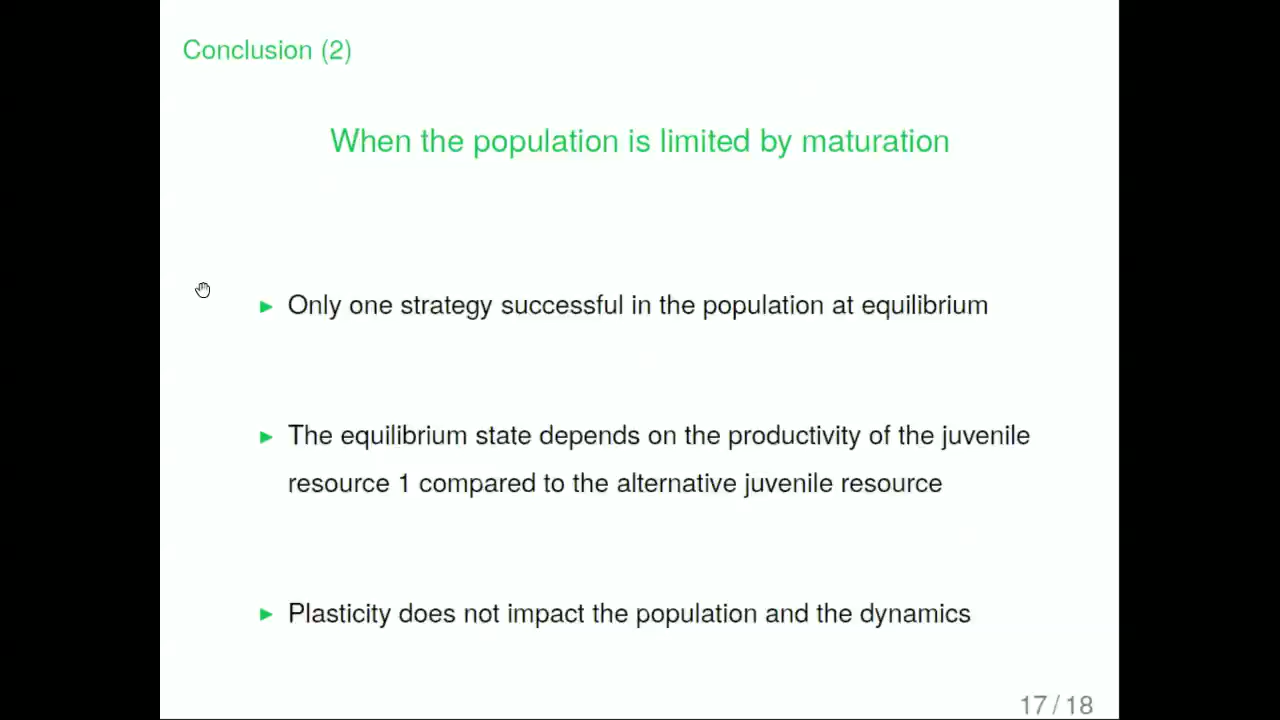 Conclusion (2)
When the population is limited by maturation
Only one strategy successful in the population at equilibrium
The equilibrium state depends on the productivity of the juvenile
resource 1 compared to the alternative juvenile resource
Plasticity does not impact the population and the dynamics
17 / 18